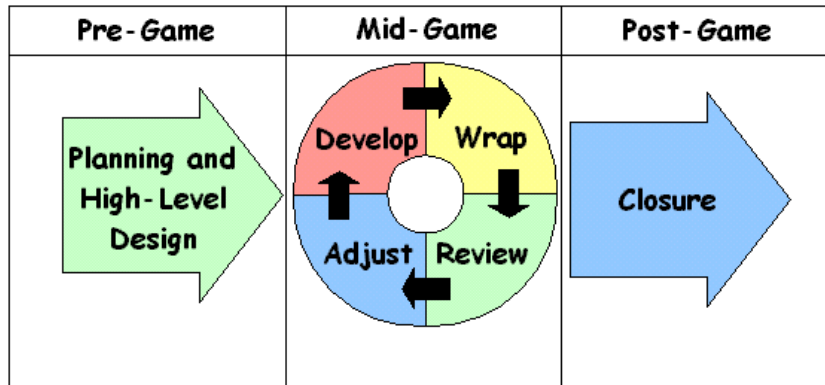 Pre-Game
Mid-Game
Post-Game
Planning and
High-Level
Design
Develop
Wrap
Adjust
Review
Closure